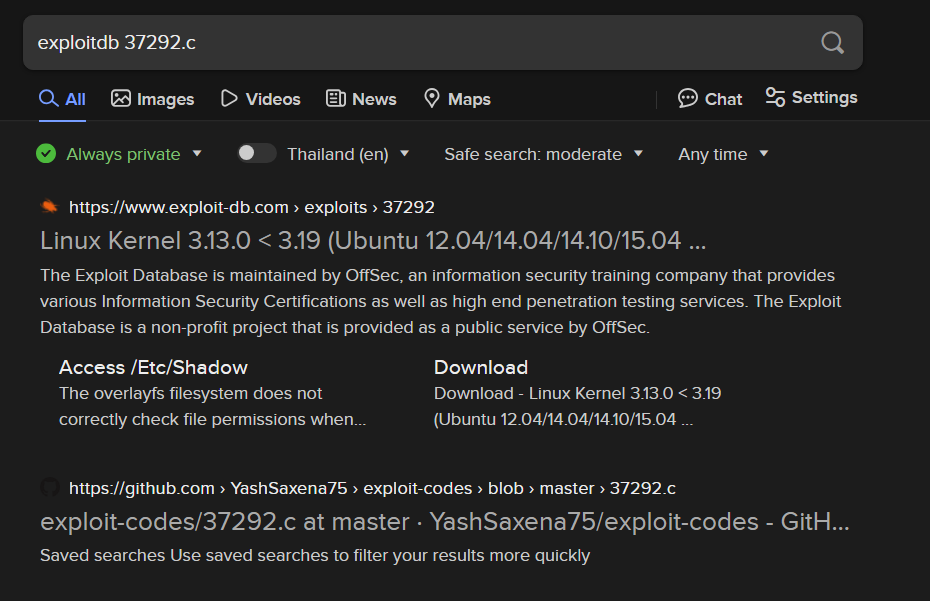 exploitdb 37292.c
All Images Videos News Maps Chat Settings
Always private Thailand (en) Safe search: moderate Any time
https://www.exploit-db.com › exploits › 37292
Linux Kernel 3.13.0 < 3.19 (Ubuntu 12.04/14.04/14.10/15.04 ...
The Exploit Database is maintained by OffSec, an information security training company that provides
various Information Security Certifications as well as high end penetration testing services. The Exploit
Database is a non-profit project that is provided as a public service by OffSec.
Access /Etc/Shadow
The overlayfs filesystem does not
correctly check file permissions when...
Download
Download - Linux Kernel 3.13.0 < 3.19
(Ubuntu 12.04/14.04/14.10/15.04 ...
https://github.com › YashSaxena75 › exploit-codes › blob › master › 37292.c
exploit-codes/37292.c at master · YashSaxena75/exploit-codes - GitH...
Saved searches Use saved searches to filter your results more quickly